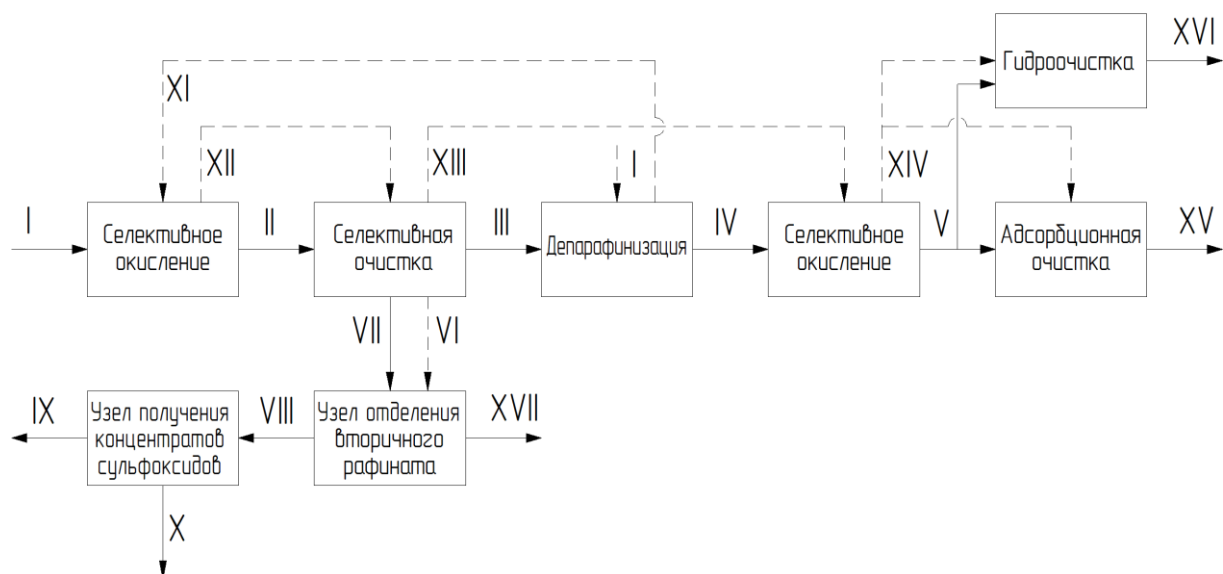 XVI
Гидроочистка
XI
XII
XIII
I
XIV
I
Селективное
окисление
II
Селективная
очистка
III
Депарафинизация
IV
Селективное
окисление
V
Адсорбционная
очистка
XV
VII
VI
IX
Узел получения
концентратов
сульфоксидов
VIII
Узел отделения
вторичного
рафината
XVII
X